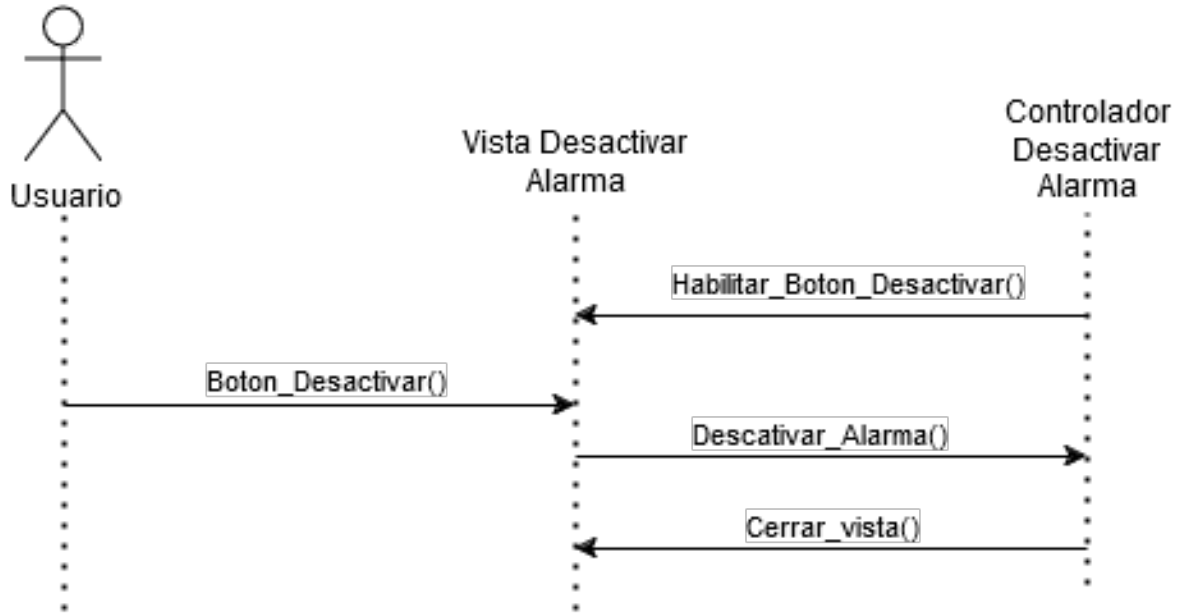 Usuario
Vista Desactivar
Alarma
Controlador
Desactivar
Alarma
Habilitar_Boton_Desactivar()
Boton_Desactivar()
Descativar_Alarma()
Cerrar_vista()